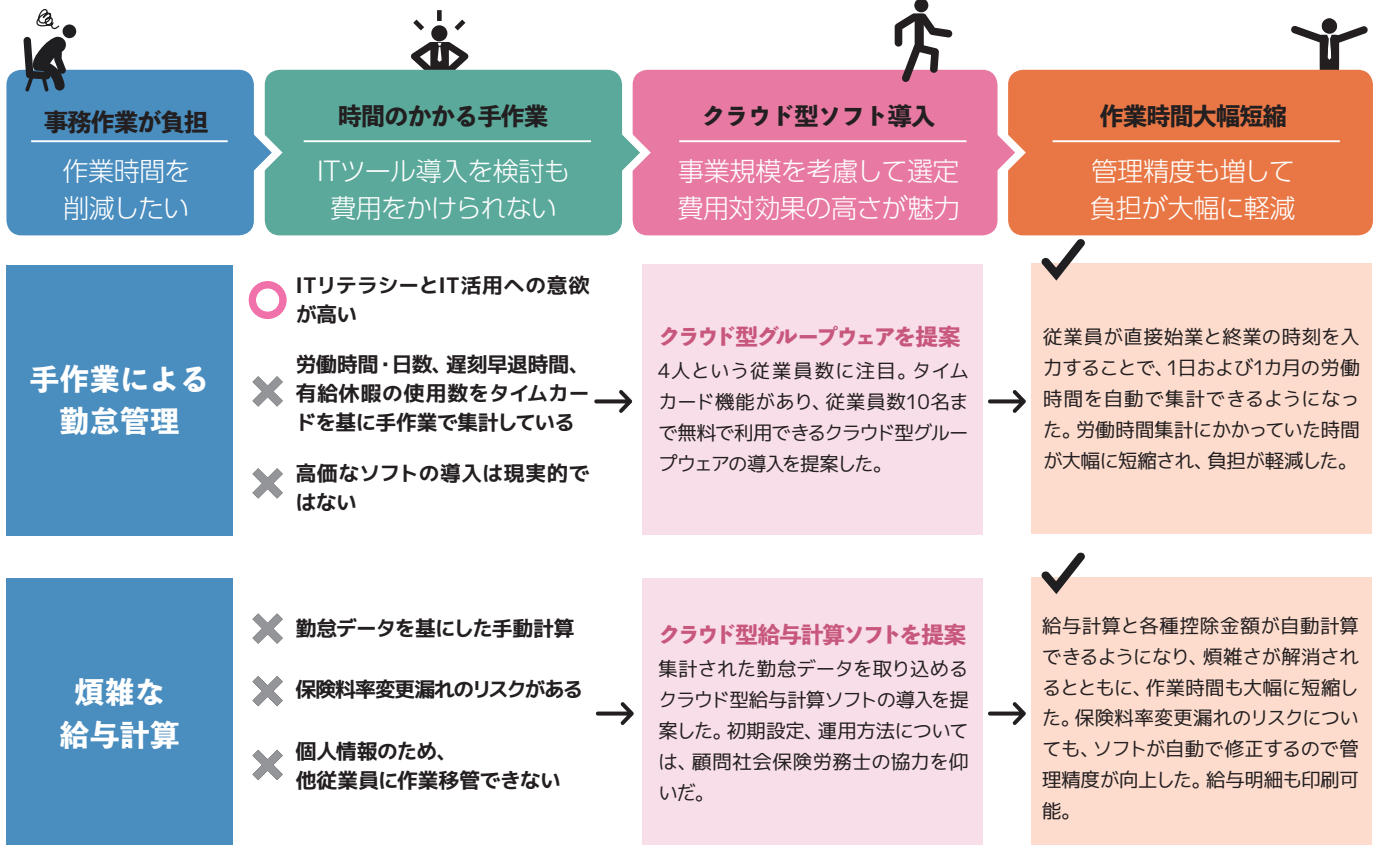 事務作業が負担
作業時間を
削減したい
時間のかかる手作業
ITツール導入を検討も
費用をかけられない
クラウド型ソフト導入
事業規模を考慮して選定
費用対効果の高さが魅力
作業時間大幅短縮
管理精度も増して
負担が大幅に軽減
手作業による
勤怠管理
ITリテラシーとIT活用への意欲
が高い
労働時間・日数、遅刻早退時間、
有給休暇の使用数をタイムカー
ドを基に手作業で集計している
高価なソフトの導入は現実的で
はない
クラウド型グループウェアを提案
4人という従業員数に注目。タイム
カード機能があり、従業員数10名ま
で無料で利用できるクラウド型グルー
プウェアの導入を提案した。
従業員が直接始業と終業の時刻を入
力することで、1日および1カ月の労働
時間を自動で集計できるようになっ
た。労働時間集計にかかっていた時間
が大幅に短縮され、負担が軽減した。
煩雑な
給与計算
勤怠データを基にした手動計算
保険料率変更漏れのリスクがある
個人情報のため、
他従業員に作業移管できない
クラウド型給与計算ソフトを提案
集計された勤怠データを取り込める
クラウド型給与計算ソフトの導入を提
案した。初期設定、運用方法について
は、顧問社会保険労務士の協力を仰
いだ。
給与計算と各種控除金額が自動計算
できるようになり、煩雑さが解消され
るとともに、作業時間も大幅に短縮し
た。保険料率変更漏れのリスクについ
ても、ソフトが自動で修正するので管
理精度が向上した。給与明細も印刷可
能。